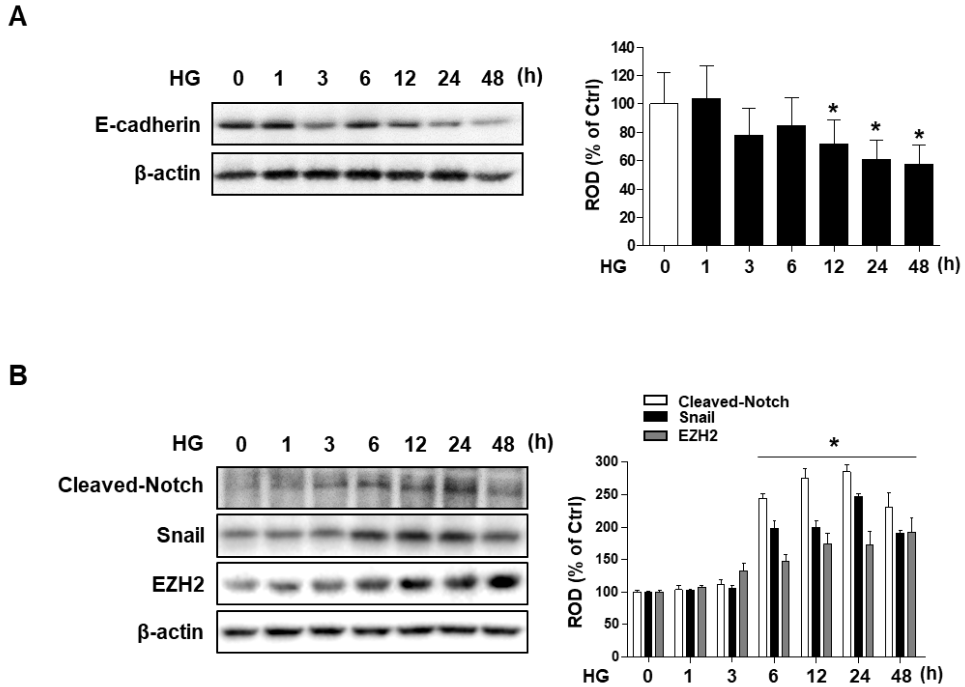 A
HG 0 1 3 6 12 24 48 (h)
E-cadherin
β-actin
ROD (% of Ctrl)
140
120
100
80
60
40
20
0
* * *
HG 0 1 3 6 12 24 48 (h)
B
HG 0 1 3 6 12 24 48 (h)
Cleaved-Notch
Snail
EZH2
β-actin
Cleaved-Notch
Snail
EZH2
*
ROD (% of Ctrl)
300
250
200
150
100
50
0
HG 0 1 3 6 12 24 48 (h)